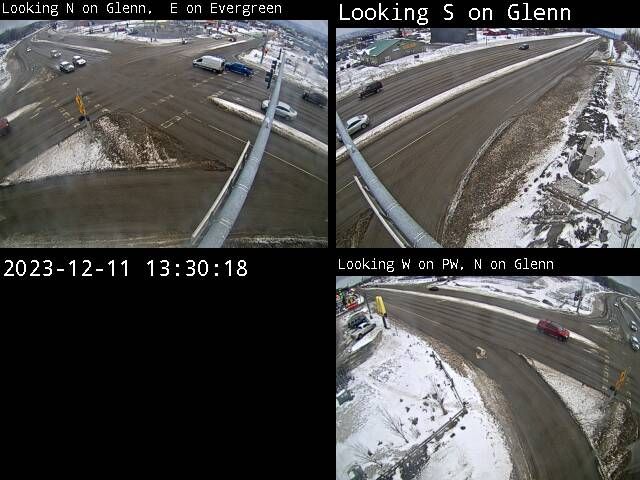 Looking N on Glenn, E on Evergreen
Looking S on Glenn
2023-12-11 13:30:18
Looking W on PW, N on Glenn